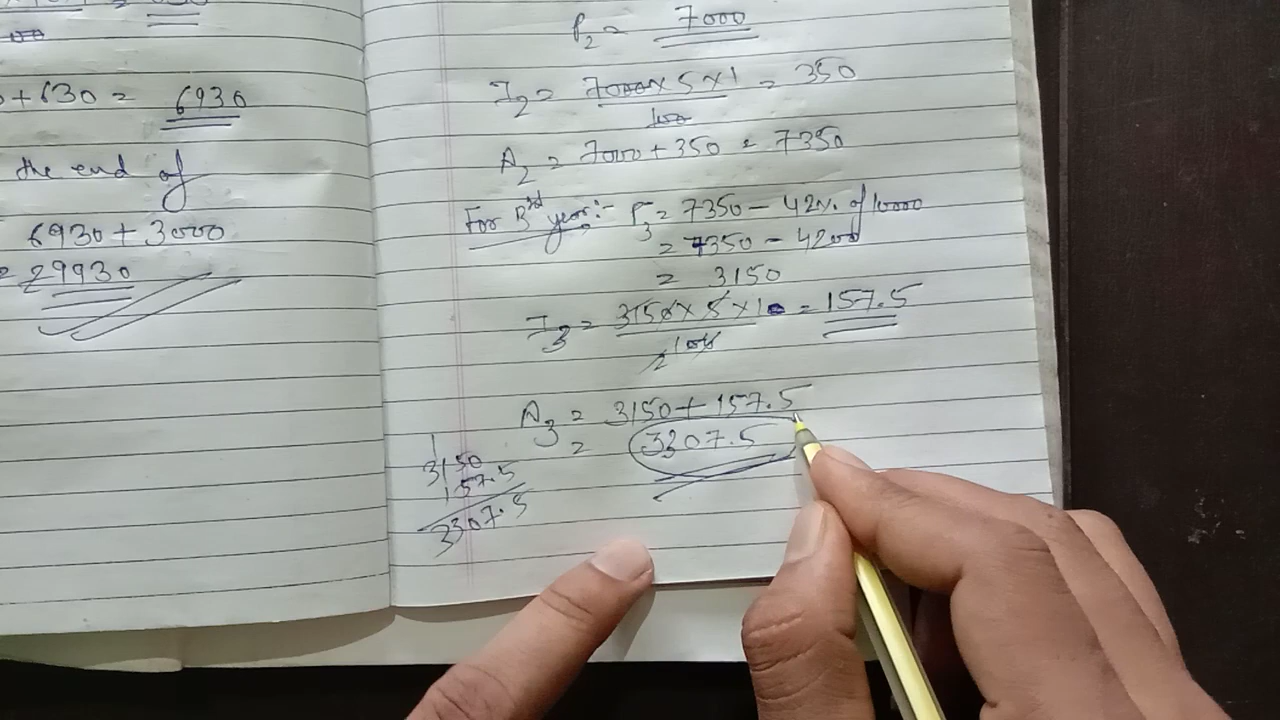 +630 = 6930
the end of
6930 + 3000
= 29930
P2 = 7000
I2 = 7000 × 5 × 1 = 350
100
A2 = 7000 + 350 = 7350
For 3rd year:- P3 = 7350 - 42%. of 10000
= 7350 - 4200
= 3150
I3 = 3150 × 5 × 1 = 157.5
2 100
A3 = 3150 + 157.5
= 3307.5
1
3150
157.5
3307.5